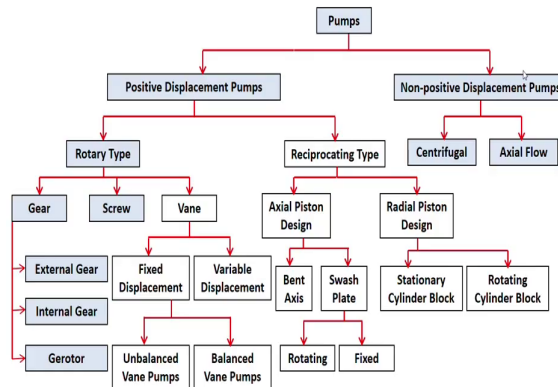 Pumps
Positive Displacement Pumps
Non-positive Displacement Pumps
Rotary Type
Reciprocating Type
Centrifugal
Axial Flow
Gear
Screw
Vane
Axial Piston
Design
Radial Piston
Design
External Gear
Fixed
Displacement
Variable
Displacement
Bent
Axis
Swash
Plate
Stationary
Cylinder Block
Rotating
Cylinder Block
Internal Gear
Gerotor
Unbalanced
Vane Pumps
Balanced
Vane Pumps
Rotating
Fixed